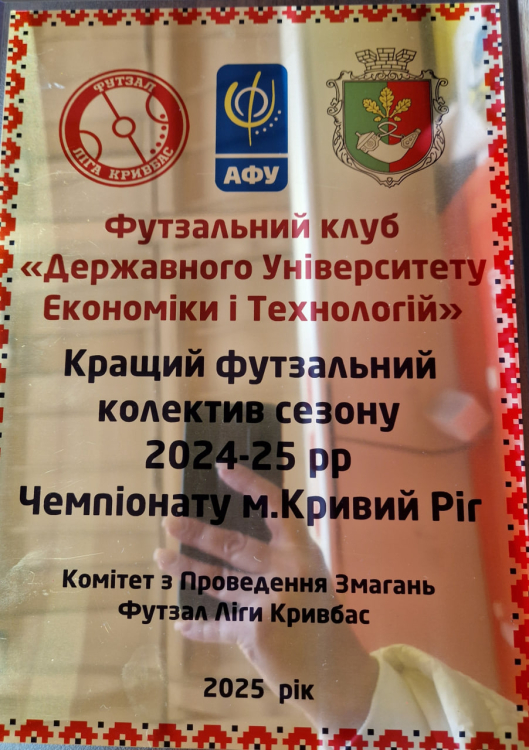 ФУТЗАЛ
ЛІГА КРИВБАС
АФУ
Футзальний клуб
«Державного Університету
Економіки і Технологій»
Кращий футзальний
колектив сезону
2024-25 рр
Чемпіонату м.Кривий Ріг
Комітет з Проведення Змагань
Футзал Ліги Кривбас
2025 рік